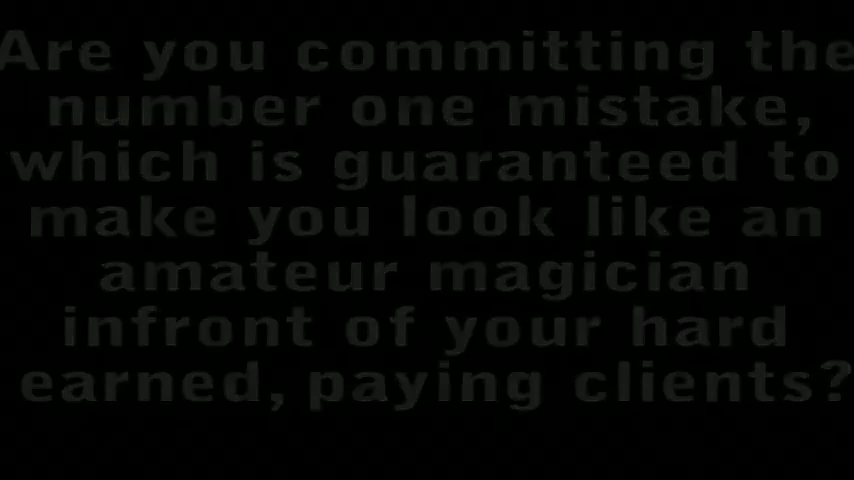 Are you committing the
number one mistake,
which is guaranteed to
make you look like an
amateur magician
infront of your hard
earned, paying clients?